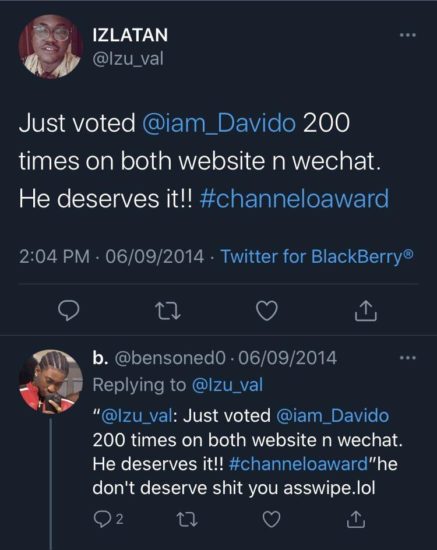 IZLATAN
@Izu_val
Just voted @iam_Davido 200
times on both website n wechat.
He deserves it!! #channeloaward
2:04 PM · 06/09/2014 · Twitter for BlackBerry®
b. @bensoned0 · 06/09/2014
Replying to @Izu_val
"@Izu_val: Just voted @iam_Davido
200 times on both website n wechat.
He deserves it!! #channeloaward"he
don't deserve shit you asswipe.lol
2